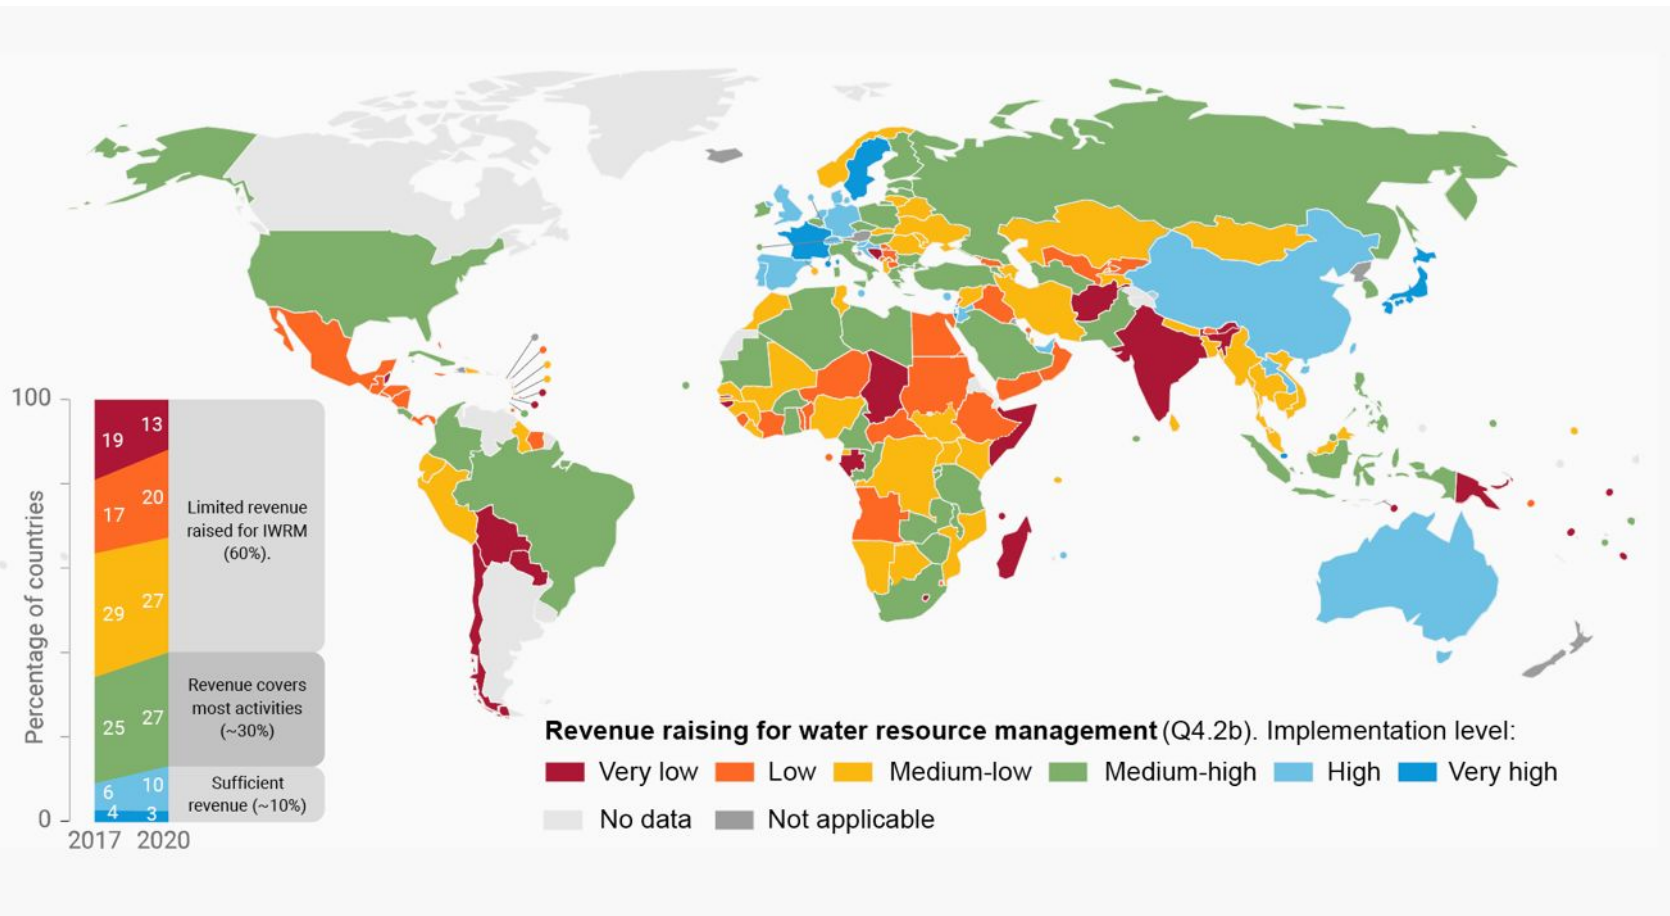 100
Percentage of countries
0
19 13
17 20
29 27
25 27
6 10
4 3
2017 2020
Limited revenue
raised for IWRM
(60%).
Revenue covers
most activities
(~30%)
Sufficient
revenue (~10%)
Revenue raising for water resource management (Q4.2b). Implementation level:
Very low Low Medium-low Medium-high High Very high
No data Not applicable